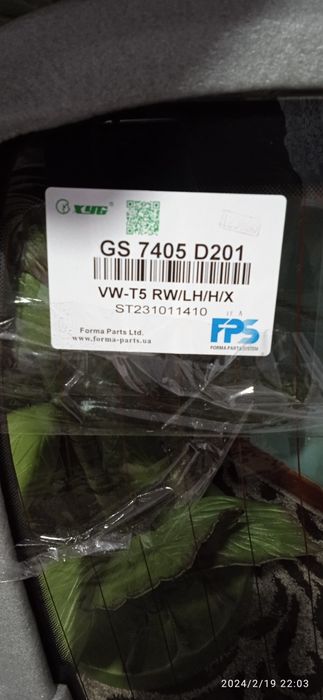 XYG
GS 7405 D201
VW-T5 RW/LH/H/X
ST231011410
Forma Parts Ltd.
www.forma-parts.ua
FPS
FORMA PARTS SYSTEM
2024/2/19 22:03